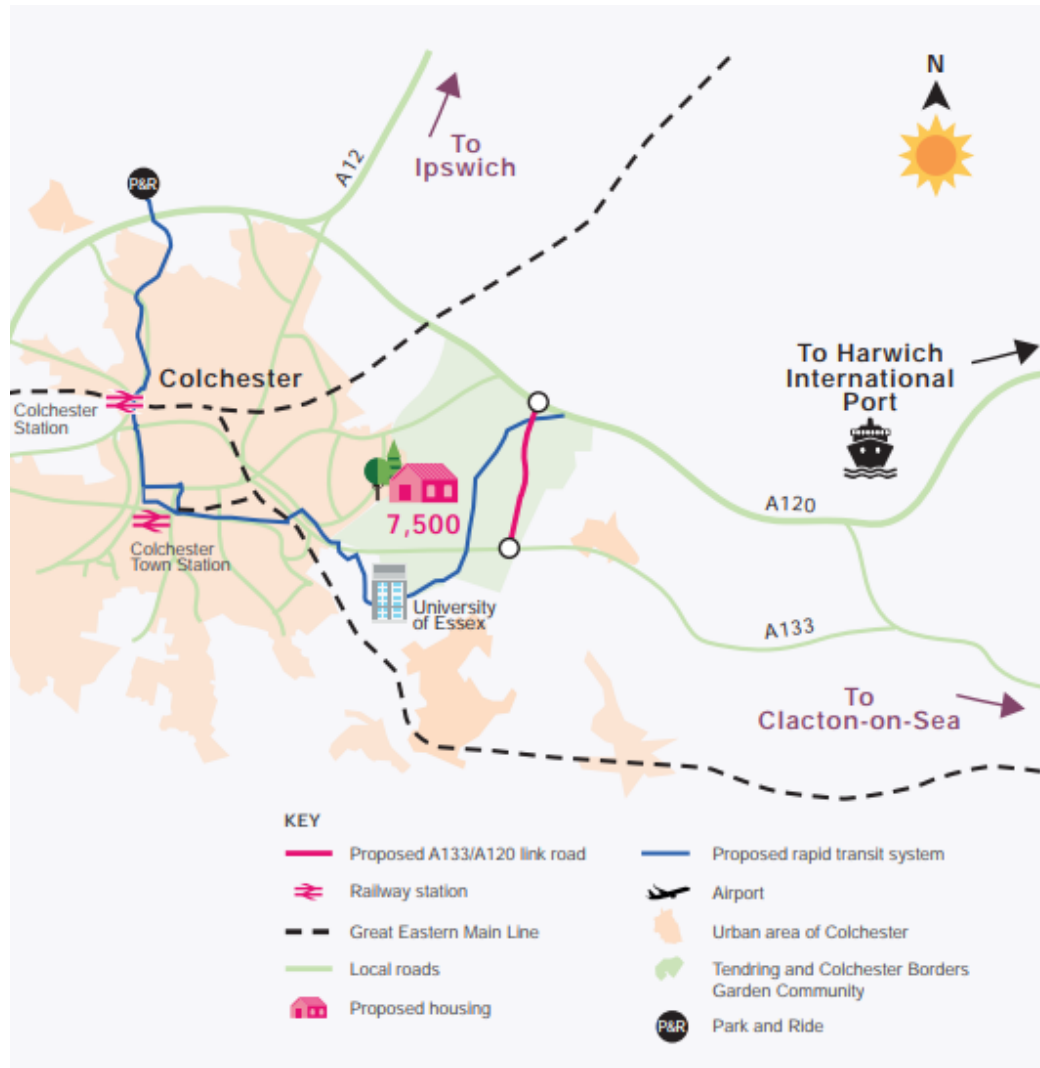 N
To
Ipswich
A12
P&R
To Harwich
International
Port
Colchester
Colchester
Station
7,500
A120
Colchester
Town Station
University
of Essex
A133
To
Clacton-on-Sea
KEY
Proposed A133/A120 link road
Railway station
Great Eastern Main Line
Local roads
Proposed housing
Proposed rapid transit system
Airport
Urban area of Colchester
Tendring and Colchester Borders
Garden Community
P&R
Park and Ride